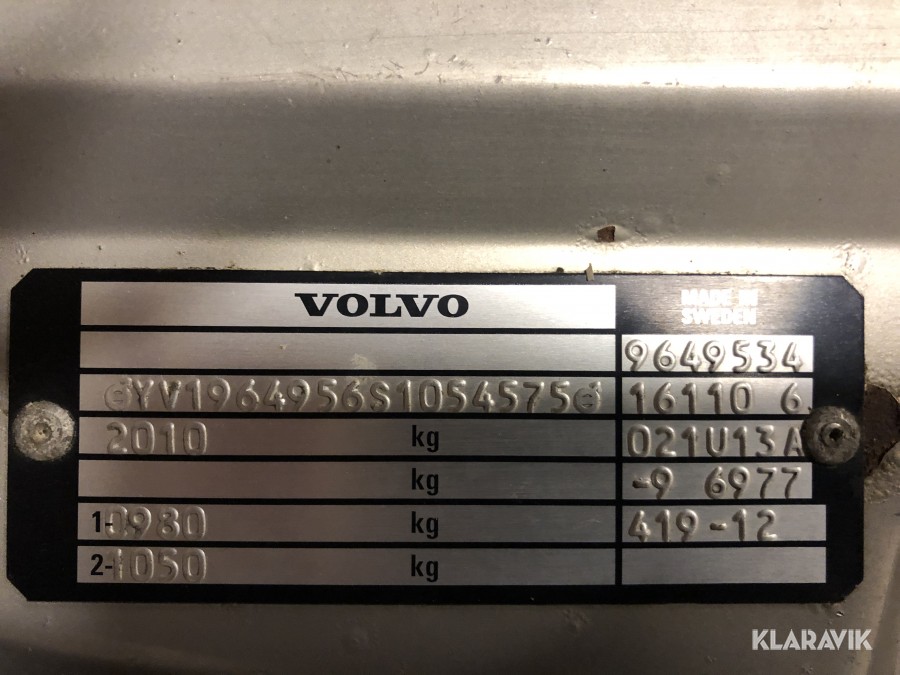 VOLVO
MADE IN
SWEDEN
9649534
YV1964956S1054575
16110 6
2010 kg
021U13A
kg
-9 6977
1-0980 kg
419-12
2-1050 kg
KLARAVIK